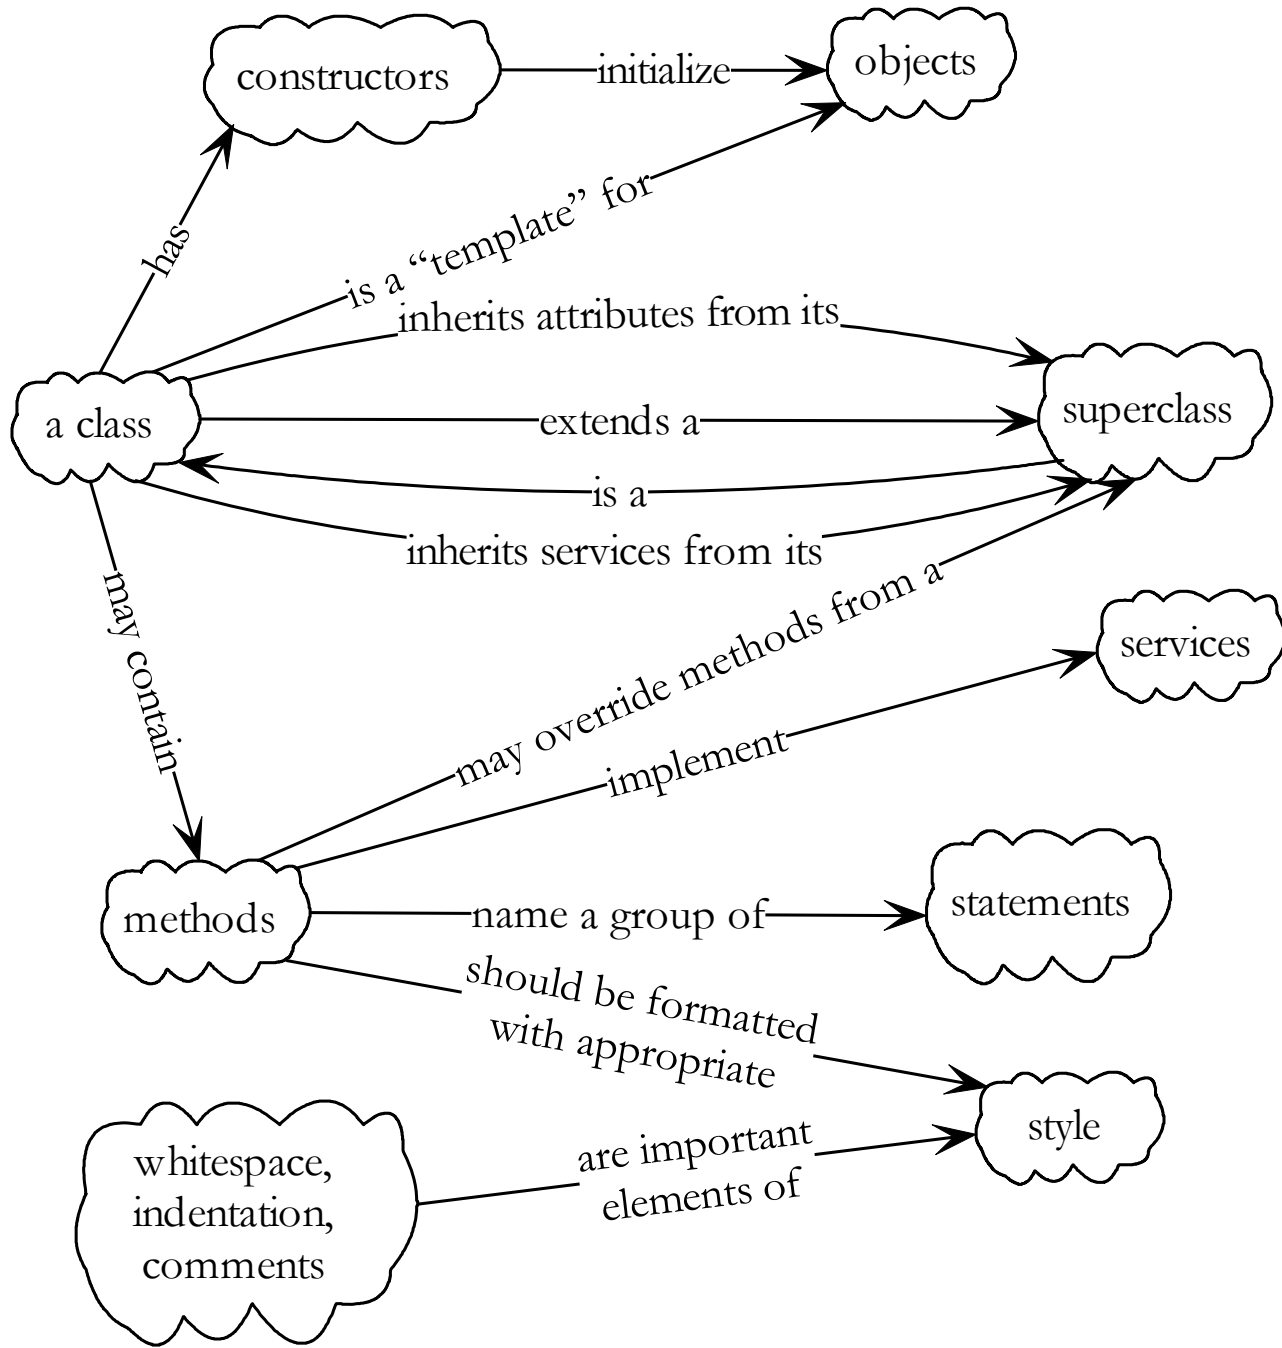 constructors
initialize
objects
has
is a “template” for
inherits attributes from its
a class
extends a
superclass
is a
inherits services from its
may contain
may override methods from a
services
implement
methods
name a group of
statements
should be formatted
with appropriate
style
whitespace,
indentation,
comments
are important
elements of